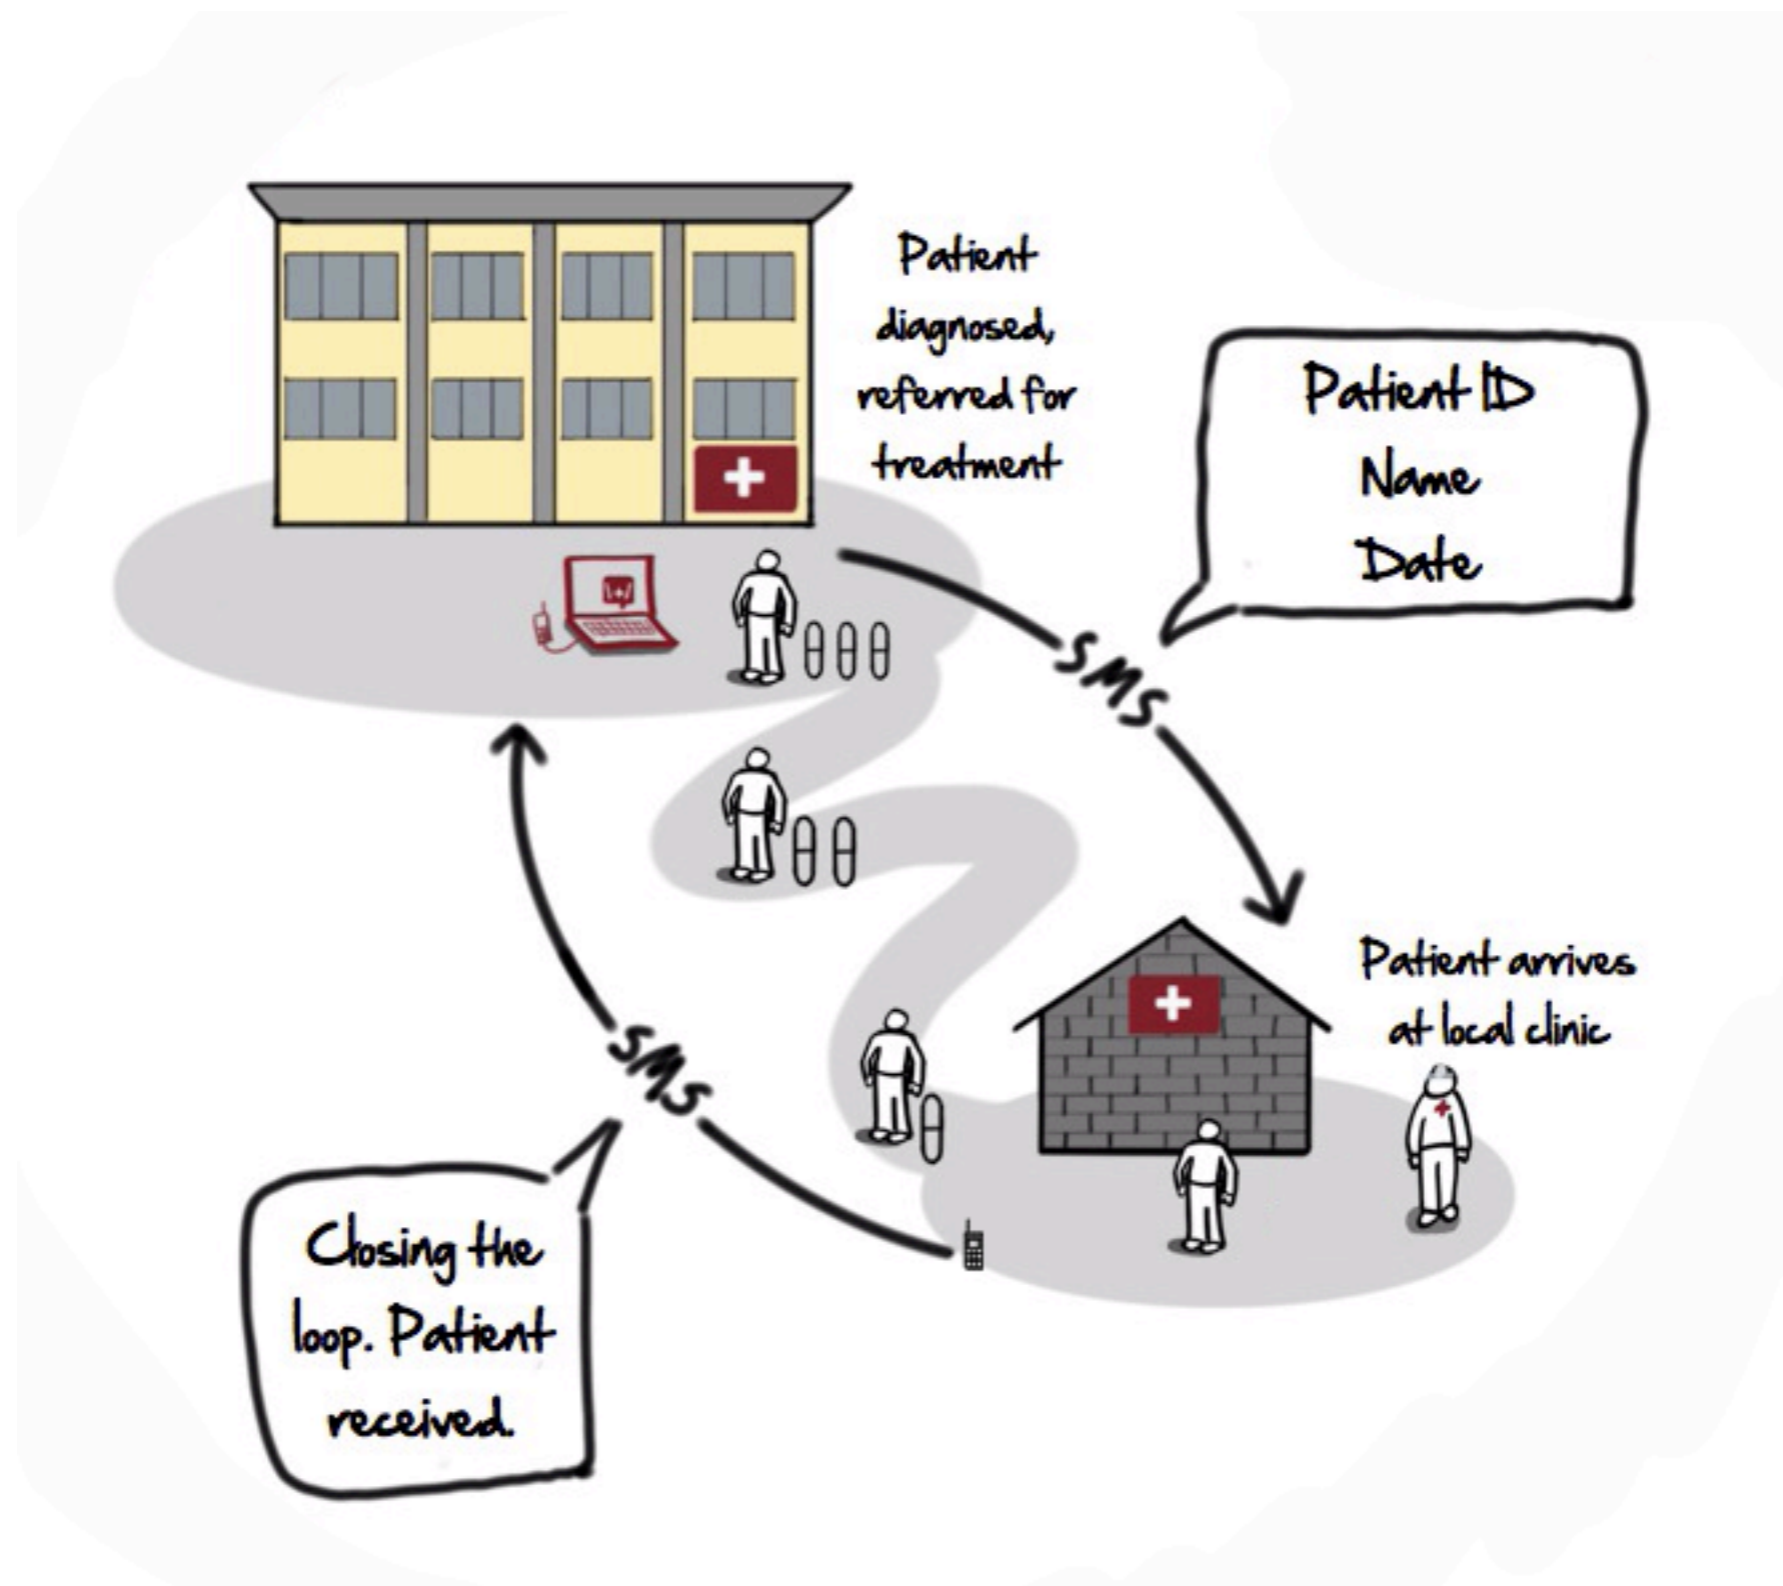 Patient
diagnosed,
referred for
treatment
Patient ID
Name
Date
SMS
Patient arrives
at local clinic
SMS
Closing the
loop. Patient
received.